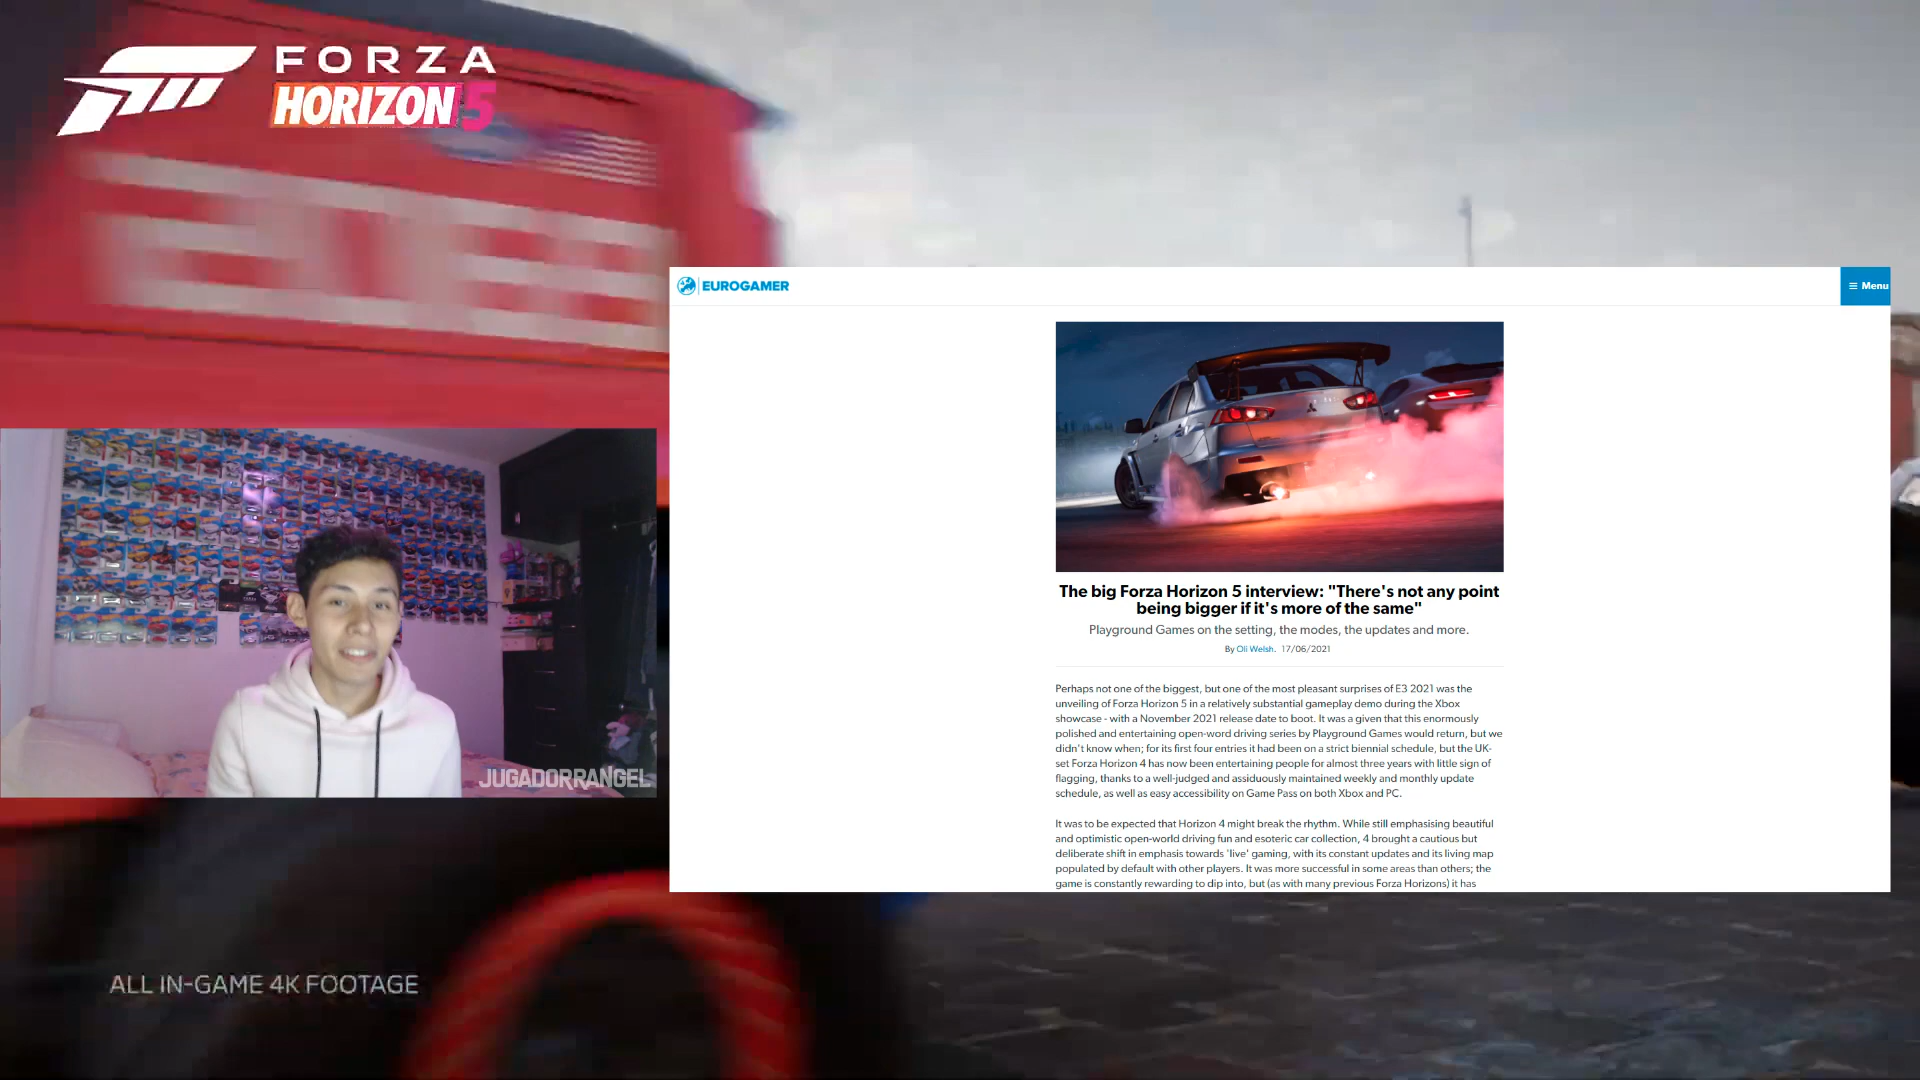 FORZA
HORIZON 5
EUROGAMER
Menu
The big Forza Horizon 5 interview: "There's not any point
being bigger if it's more of the same"
Playground Games on the setting, the modes, the updates and more.
By Oli Welsh. 17/06/2021
Perhaps not one of the biggest, but one of the most pleasant surprises of E3 2021 was the
unveiling of Forza Horizon 5 in a relatively substantial gameplay demo during the Xbox
showcase - with a November 2021 release date to boot. It was a given that this enormously
polished and entertaining open-word driving series by Playground Games would return, but we
didn't know when; for its first four entries it had been on a strict biennial schedule, but the UK-
set Forza Horizon 4 has now been entertaining people for almost three years with little sign of
flagging, thanks to a well-judged and assiduously maintained weekly and monthly update
schedule, as well as easy accessibility on Game Pass on both Xbox and PC.
It was to be expected that Horizon 4 might break the rhythm. While still emphasising beautiful
and optimistic open-world driving fun and esoteric car collection, 4 brought a cautious but
deliberate shift in emphasis towards 'live' gaming, with its constant updates and its living map
populated by default with other players. It was more successful in some areas than others; the
game is constantly rewarding to dip into, but (as with many previous Forza Horizons) it has
JUGADORRANGEL
ALL IN-GAME 4K FOOTAGE